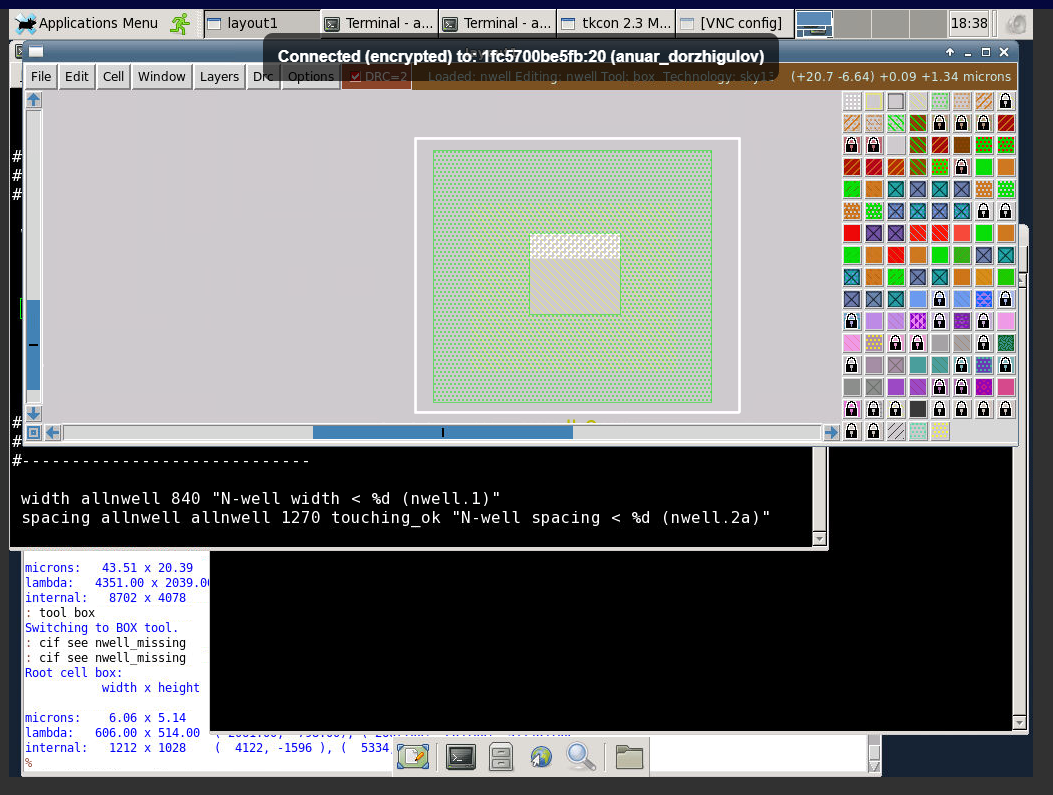 Applications Menu
layout1
Terminal - a...
Terminal - a...
tkcon 2.3 M...
[VNC config]
18:38
Connected (encrypted) to: 1fc5700be5fb:20 (anuar_dorzhigulov)
File Edit Cell Window Layers Drc Options DRC=2 Loaded: nwell Editing: nwell Tool: box Technology: sky13 (+20.7 -6.64) +0.09 +1.34 microns
#
#
#
#
#
#-----------------------------
width allnwell 840 "N-well width < %d (nwell.1)"
spacing allnwell allnwell 1270 touching_ok "N-well spacing < %d (nwell.2a)"
microns: 43.51 x 20.39
lambda: 4351.00 x 2039.00
internal: 8702 x 4078
: tool box
Switching to BOX tool.
: cif see nwell_missing
: cif see nwell_missing
Root cell box:
width x height
microns: 6.06 x 5.14
lambda: 606.00 x 514.00
internal: 1212 x 1028 ( 4122, -1596 ), ( 5334,
%